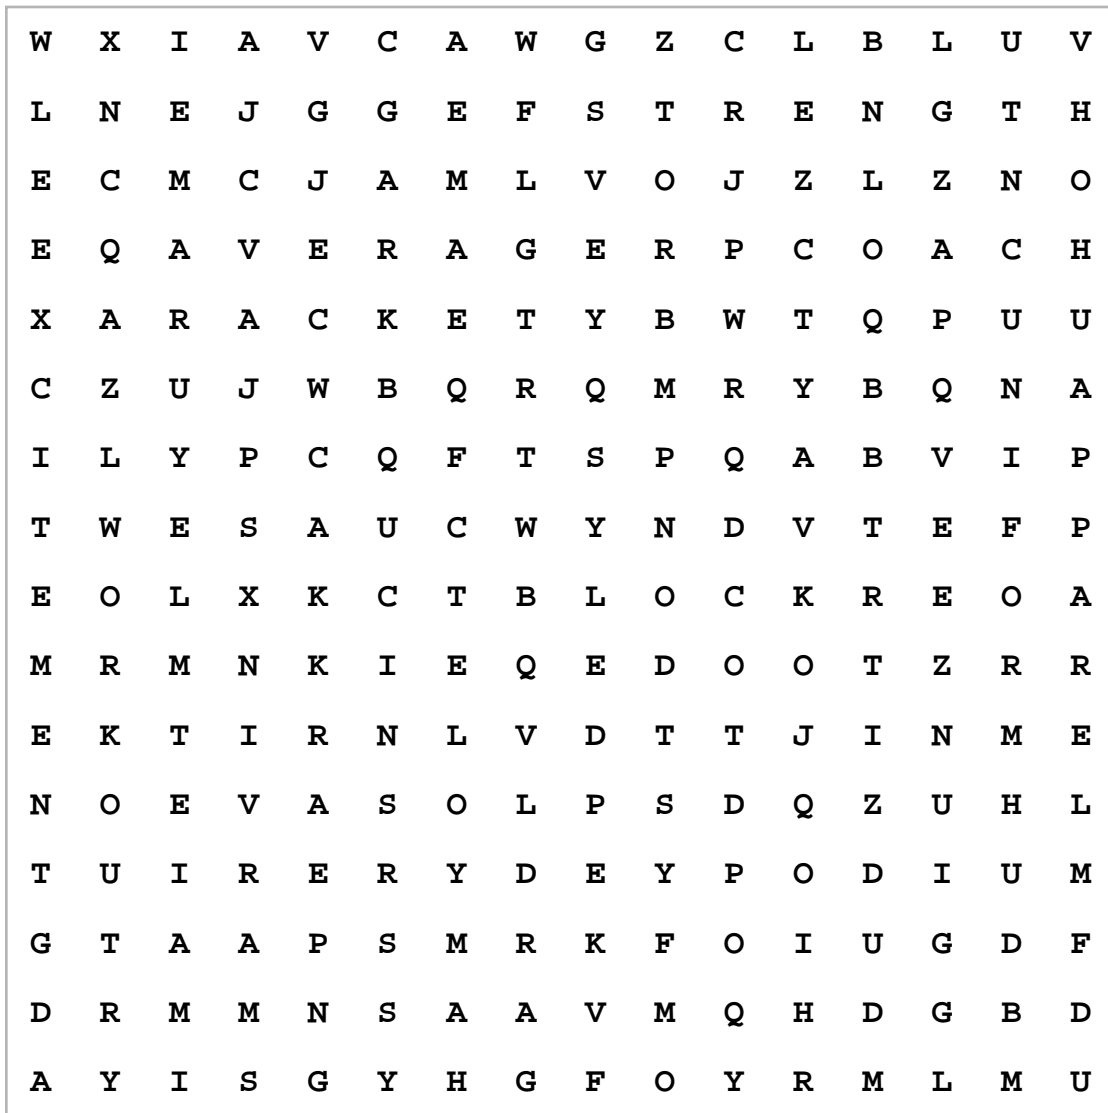 W X I A V C A W G Z C L B L U V
L N E J G G E F S T R E N G T H
E C M C J A M L V O J Z L Z N O
E Q A V E R A G E R P C O A C H
X A R A C K E T Y B W T Q P U U
C Z U J W B Q R Q M R Y B Q N A
I L Y P C Q F T S P Q A B V I P
T W E S A U C W Y N D V T E F P
E O L X K C T B L O C K R E O A
M R M N K I E Q E D O O T Z R R
E K T I R N L V D T T J I N M E
N O E V A S O L P S D Q Z U H L
T U I R E R Y D E Y P O D I U M
G T A A P S M R K F O I U G D F
D R M M N S A A V M Q H D G B D
A Y I S G Y H G F O Y R M L M U